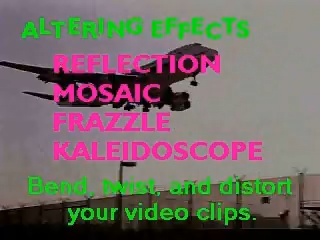 ALTERING EFFECTS
REFLECTION
MOSAIC
FRAZZLE
KALEIDOSCOPE
Bend, twist, and distort
your video clips.